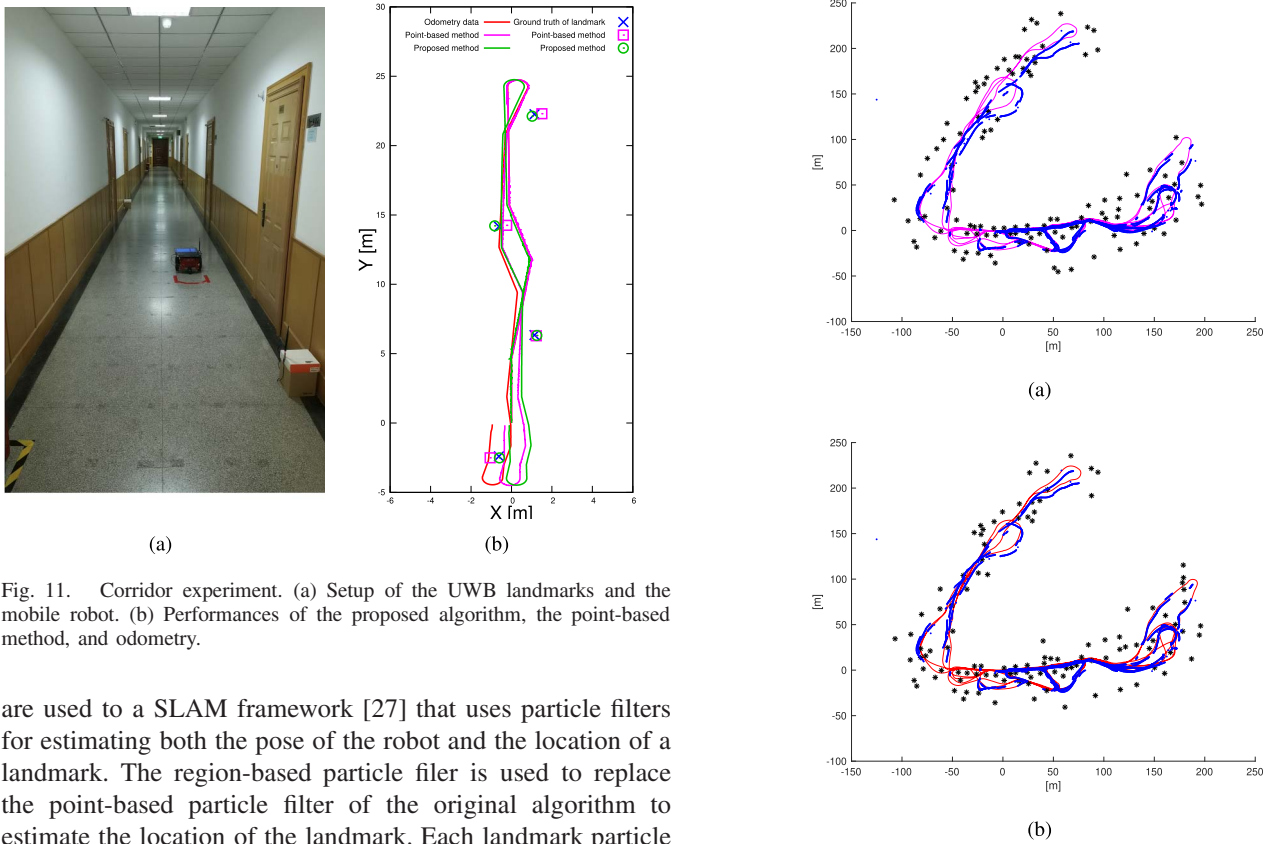 30
25
20
15
10
5
0
-5
-6
-4
-2
0
2
4
6
Y [m]
X [m]
Odometry data
Ground truth of landmark
Point-based method
Point-based method
Proposed method
Proposed method
(a)
(b)
Fig. 11. Corridor experiment. (a) Setup of the UWB landmarks and the
mobile robot. (b) Performances of the proposed algorithm, the point-based
method, and odometry.
are used to a SLAM framework [27] that uses particle filters
for estimating both the pose of the robot and the location of a
landmark. The region-based particle filer is used to replace
the point-based particle filter of the original algorithm to
estimate the location of the landmark. Each landmark particle
250
200
150
100
50
0
-50
-100
[m]
-150
-100
-50
0
50
100
150
200
250
[m]
(a)
250
200
150
100
50
0
-50
-100
[m]
-150
-100
-50
0
50
100
150
200
250
[m]
(b)